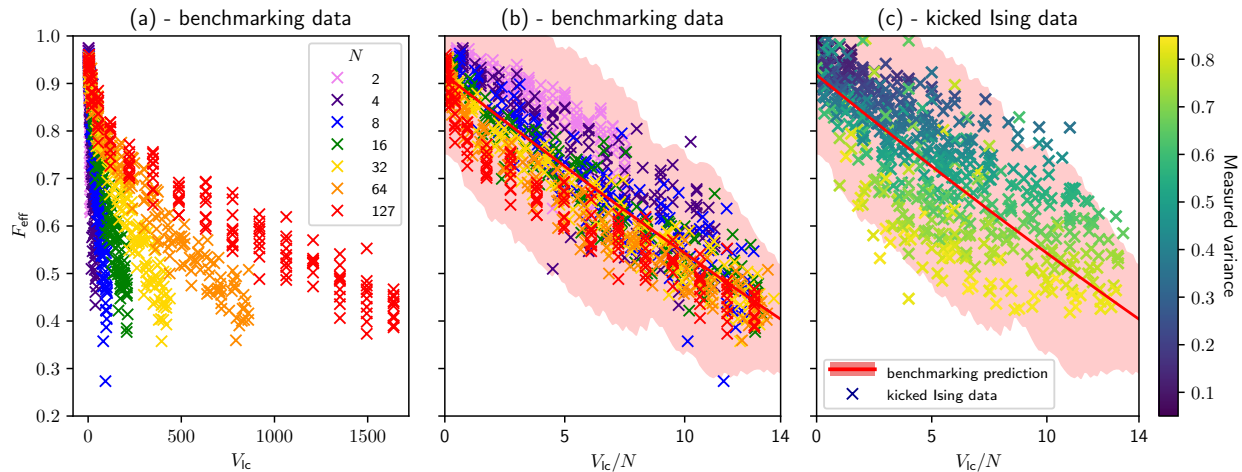 (a) - benchmarking data
(b) - benchmarking data
(c) - kicked Ising data
1.0
0.9
0.8
0.7
0.6
0.5
0.4
0.3
0.2
F_eff
0 500 1000 1500
V_lc
N
2
4
8
16
32
64
127
0 5 10 14
V_lc/N
benchmarking prediction
kicked Ising data
0 5 10 14
V_lc/N
0.8
0.7
0.6
0.5
0.4
0.3
0.2
0.1
Measured variance